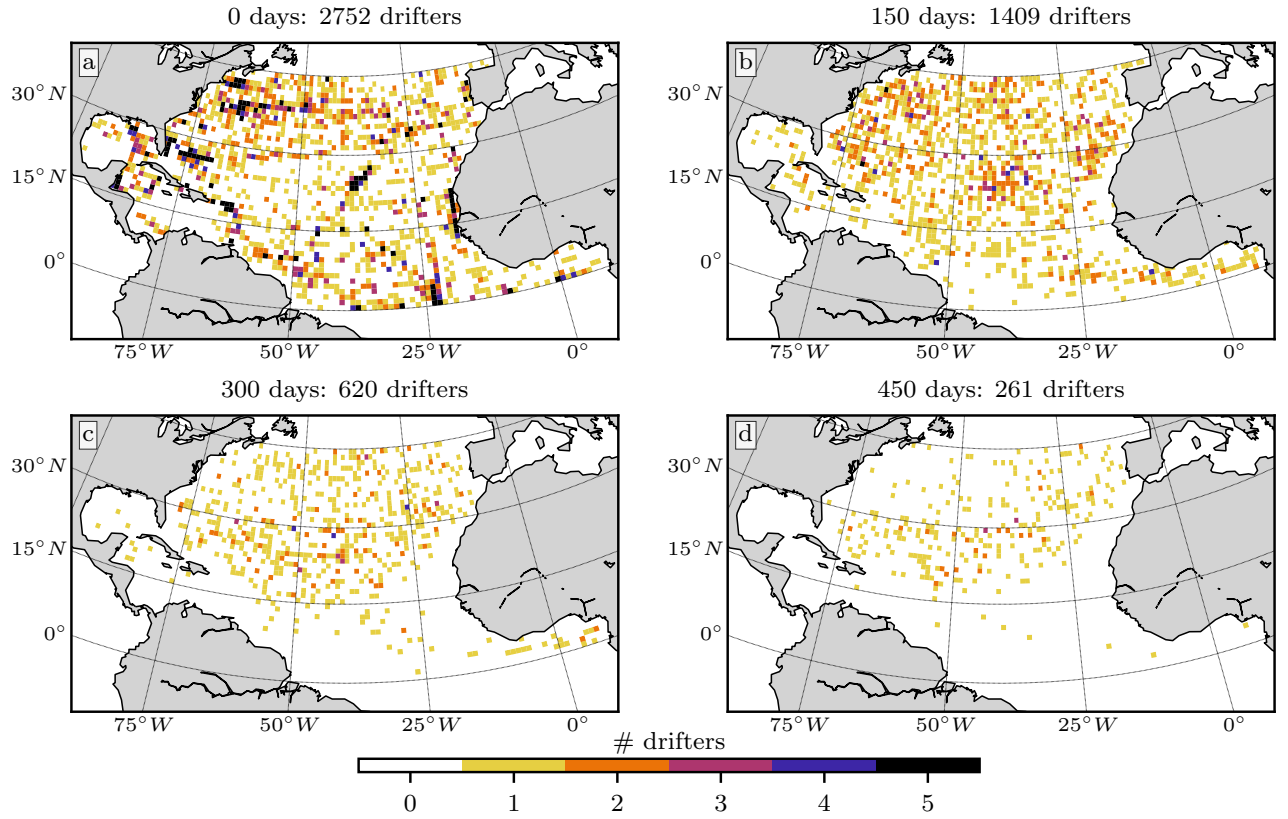 0 days: 2752 drifters
150 days: 1409 drifters
a
b
30°N
15°N
0°
75°W
50°W
25°W
0°
30°N
15°N
0°
75°W
50°W
25°W
0°
300 days: 620 drifters
450 days: 261 drifters
c
d
30°N
15°N
0°
75°W
50°W
25°W
0°
30°N
15°N
0°
75°W
50°W
25°W
0°
# drifters
0 1 2 3 4 5